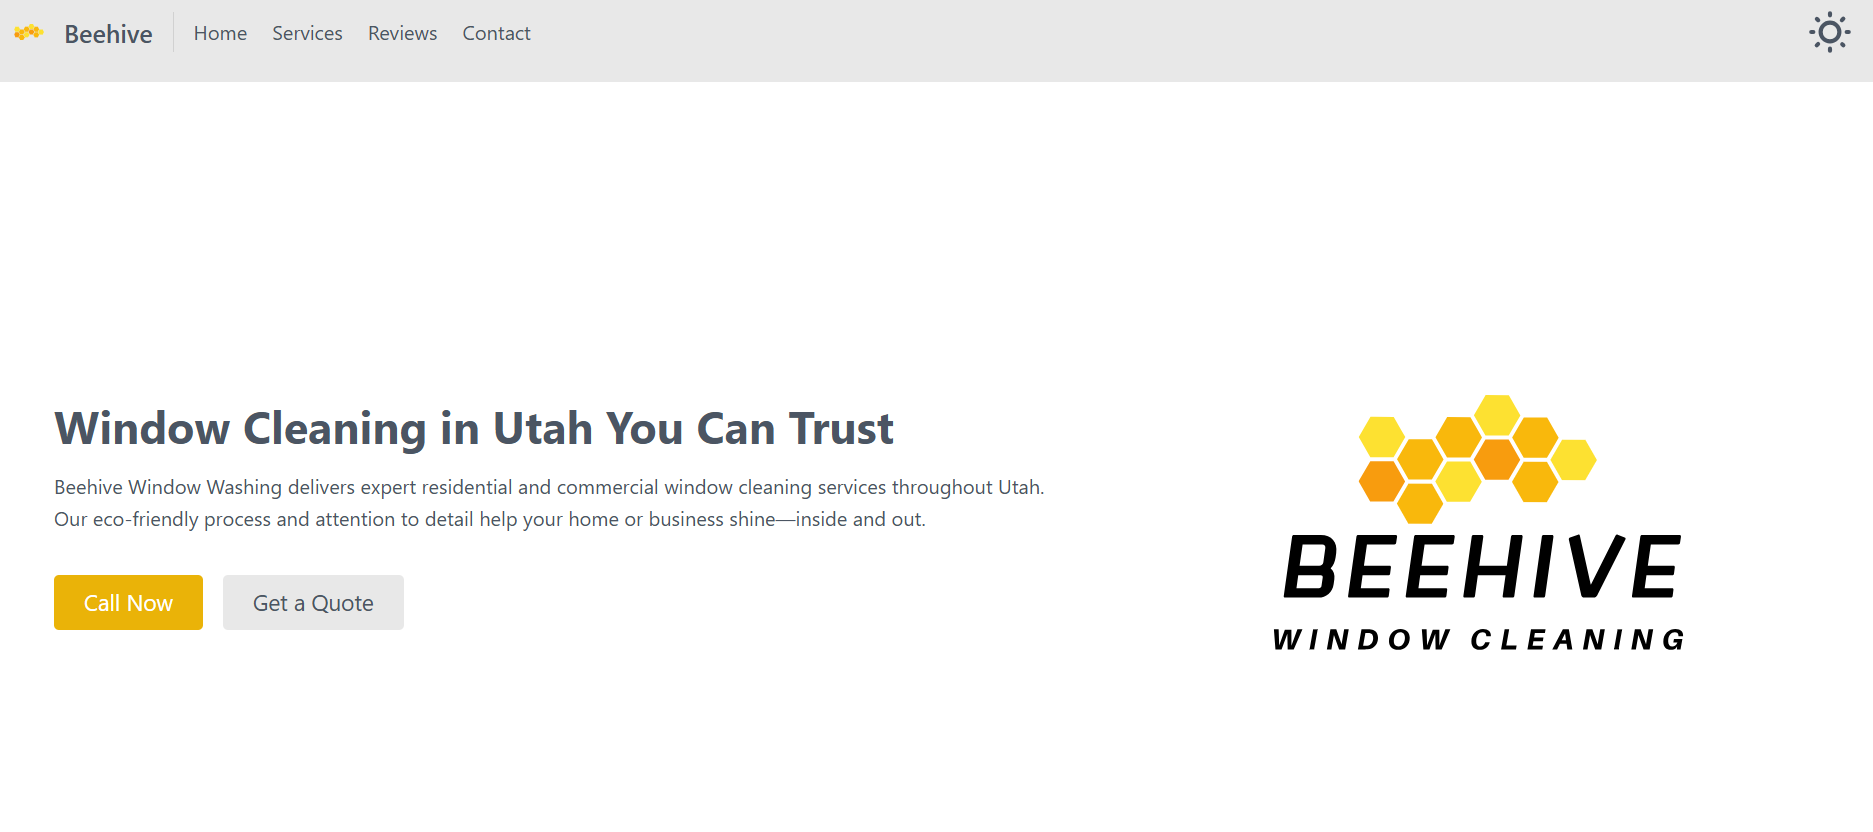 Beehive Home Services Reviews Contact
Window Cleaning in Utah You Can Trust
Beehive Window Washing delivers expert residential and commercial window cleaning services throughout Utah.
Our eco-friendly process and attention to detail help your home or business shine—inside and out.
Call Now Get a Quote
BEEHIVE
WINDOW CLEANING